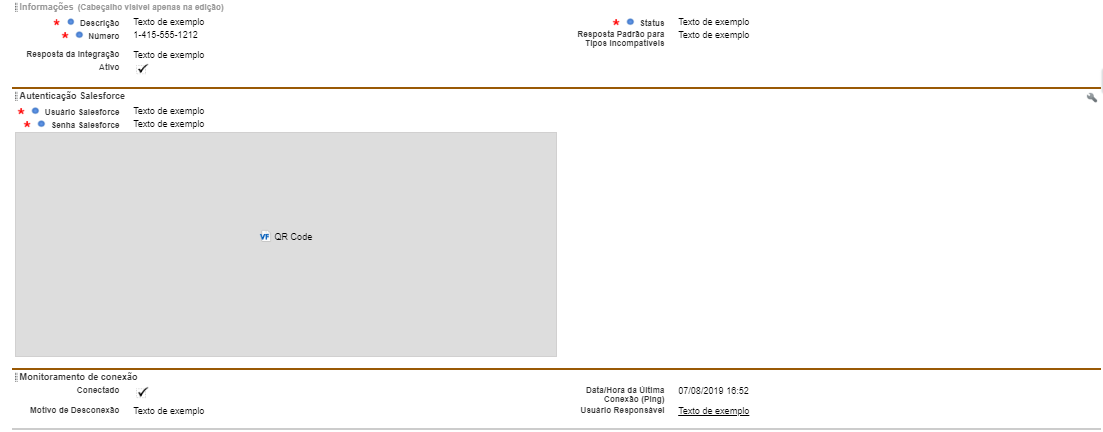 Informações (Cabeçalho visível apenas na edição)
* Descrição Texto de exemplo
* Número 1-415-555-1212
Resposta da Integração Texto de exemplo
Ativo
* Status Texto de exemplo
Resposta Padrão para
Tipos Incompatíveis Texto de exemplo
Autenticação Salesforce
* Usuário Salesforce Texto de exemplo
* Senha Salesforce Texto de exemplo
VF QR Code
Monitoramento de conexão
Conectado
Motivo de Desconexão Texto de exemplo
Data/Hora da Última
Conexão (Ping) 07/08/2019 16:52
Usuário Responsável Texto de exemplo